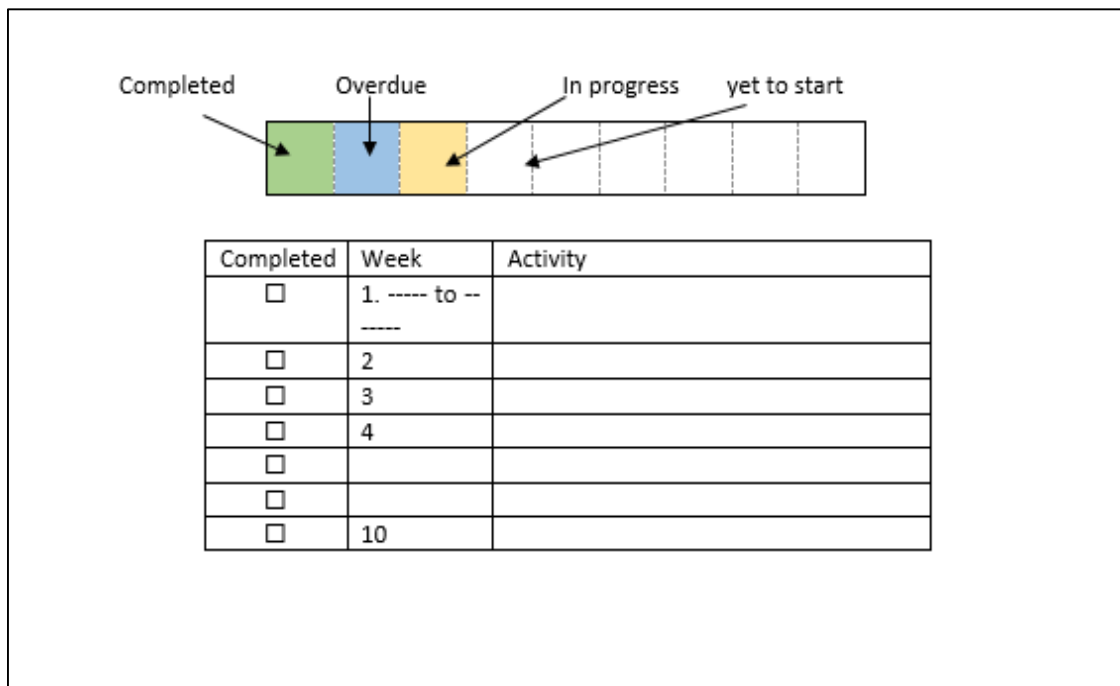 Completed Overdue In progress yet to start
Completed Week Activity
☐ 1. ----- to --
-----
☐ 2
☐ 3
☐ 4
☐
☐
☐ 10